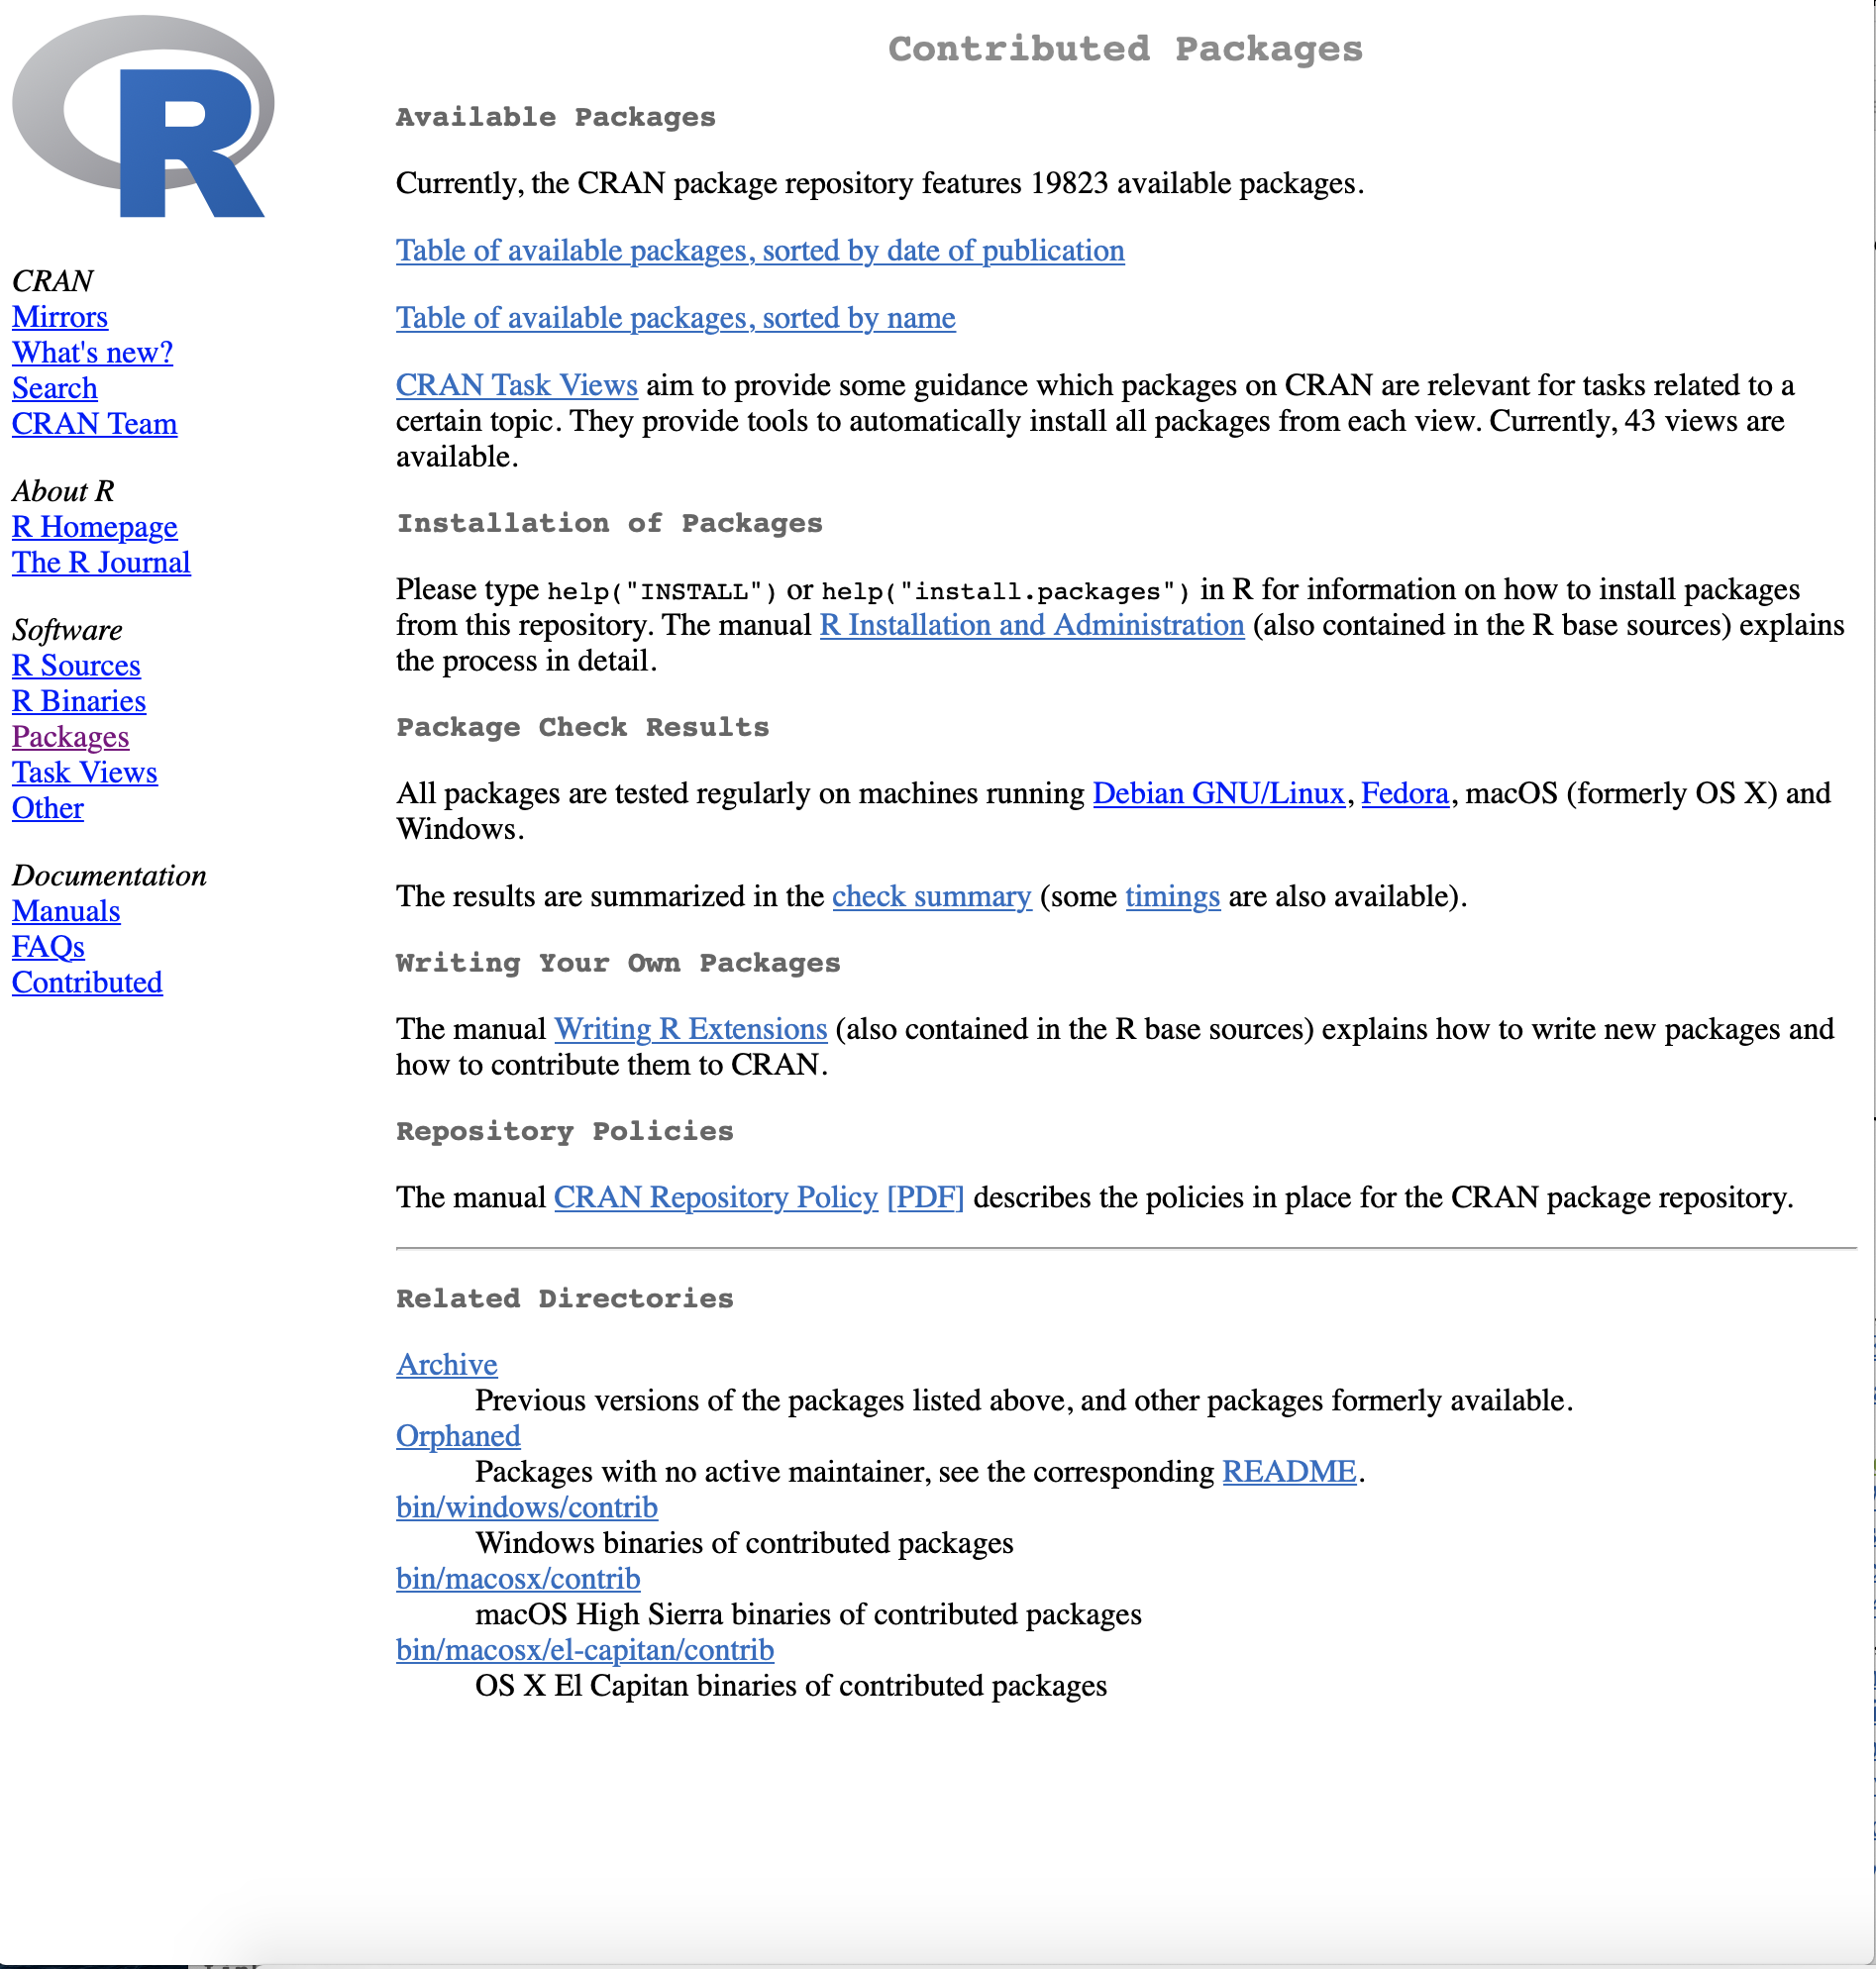 R
CRAN
Mirrors
What's new?
Search
CRAN Team
About R
R Homepage
The R Journal
Software
R Sources
R Binaries
Packages
Task Views
Other
Documentation
Manuals
FAQs
Contributed
Contributed Packages
Available Packages
Currently, the CRAN package repository features 19823 available packages.
Table of available packages, sorted by date of publication
Table of available packages, sorted by name
CRAN Task Views aim to provide some guidance which packages on CRAN are relevant for tasks related to a
certain topic. They provide tools to automatically install all packages from each view. Currently, 43 views are
available.
Installation of Packages
Please type help("INSTALL") or help("install.packages") in R for information on how to install packages
from this repository. The manual R Installation and Administration (also contained in the R base sources) explains
the process in detail.
Package Check Results
All packages are tested regularly on machines running Debian GNU/Linux, Fedora, macOS (formerly OS X) and
Windows.
The results are summarized in the check summary (some timings are also available).
Writing Your Own Packages
The manual Writing R Extensions (also contained in the R base sources) explains how to write new packages and
how to contribute them to CRAN.
Repository Policies
The manual CRAN Repository Policy [PDF] describes the policies in place for the CRAN package repository.
Related Directories
Archive
Previous versions of the packages listed above, and other packages formerly available.
Orphaned
Packages with no active maintainer, see the corresponding README.
bin/windows/contrib
Windows binaries of contributed packages
bin/macosx/contrib
macOS High Sierra binaries of contributed packages
bin/macosx/el-capitan/contrib
OS X El Capitan binaries of contributed packages